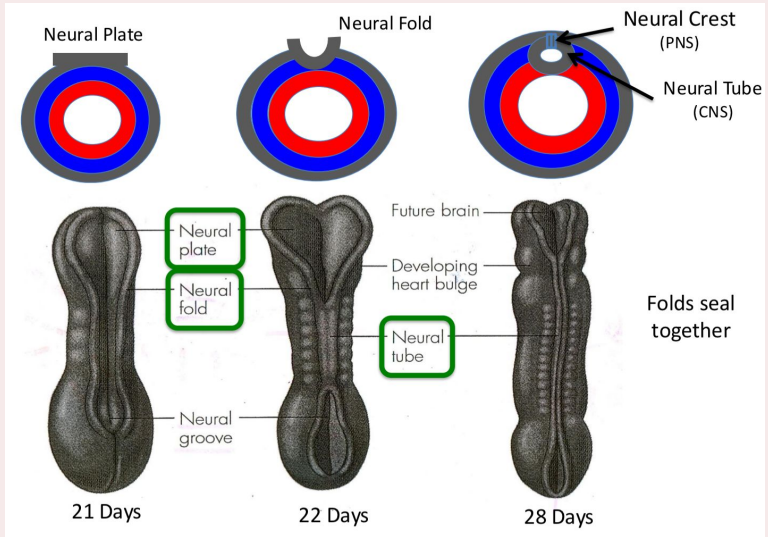 Neural Plate
Neural Fold
Neural Crest
(PNS)
Neural Tube
(CNS)
Neural
plate
Neural
fold
Neural
groove
Future brain
Developing
heart bulge
Neural
tube
Folds seal
together
21 Days
22 Days
28 Days